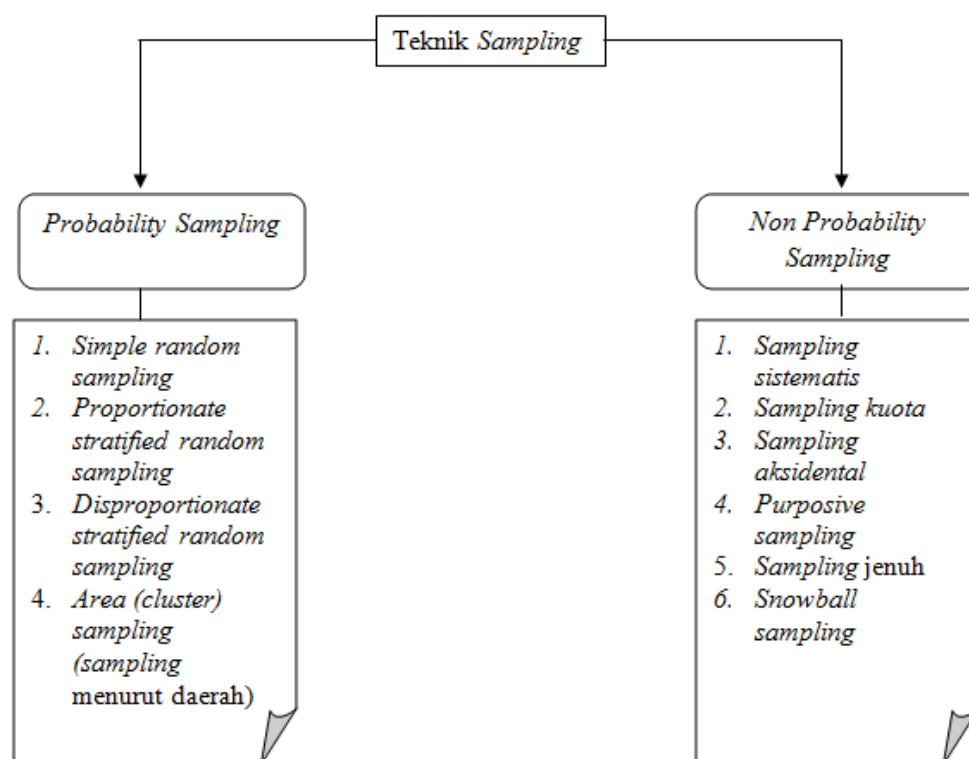 Teknik Sampling
Probability Sampling
Non Probability
Sampling
1. Simple random
sampling
2. Proportionate
stratified random
sampling
3. Disproportionate
stratified random
sampling
4. Area (cluster)
sampling
(sampling
menurut daerah)
1. Sampling
sistematis
2. Sampling kuota
3. Sampling
aksidental
4. Purposive
sampling
5. Sampling jenuh
6. Snowball
sampling